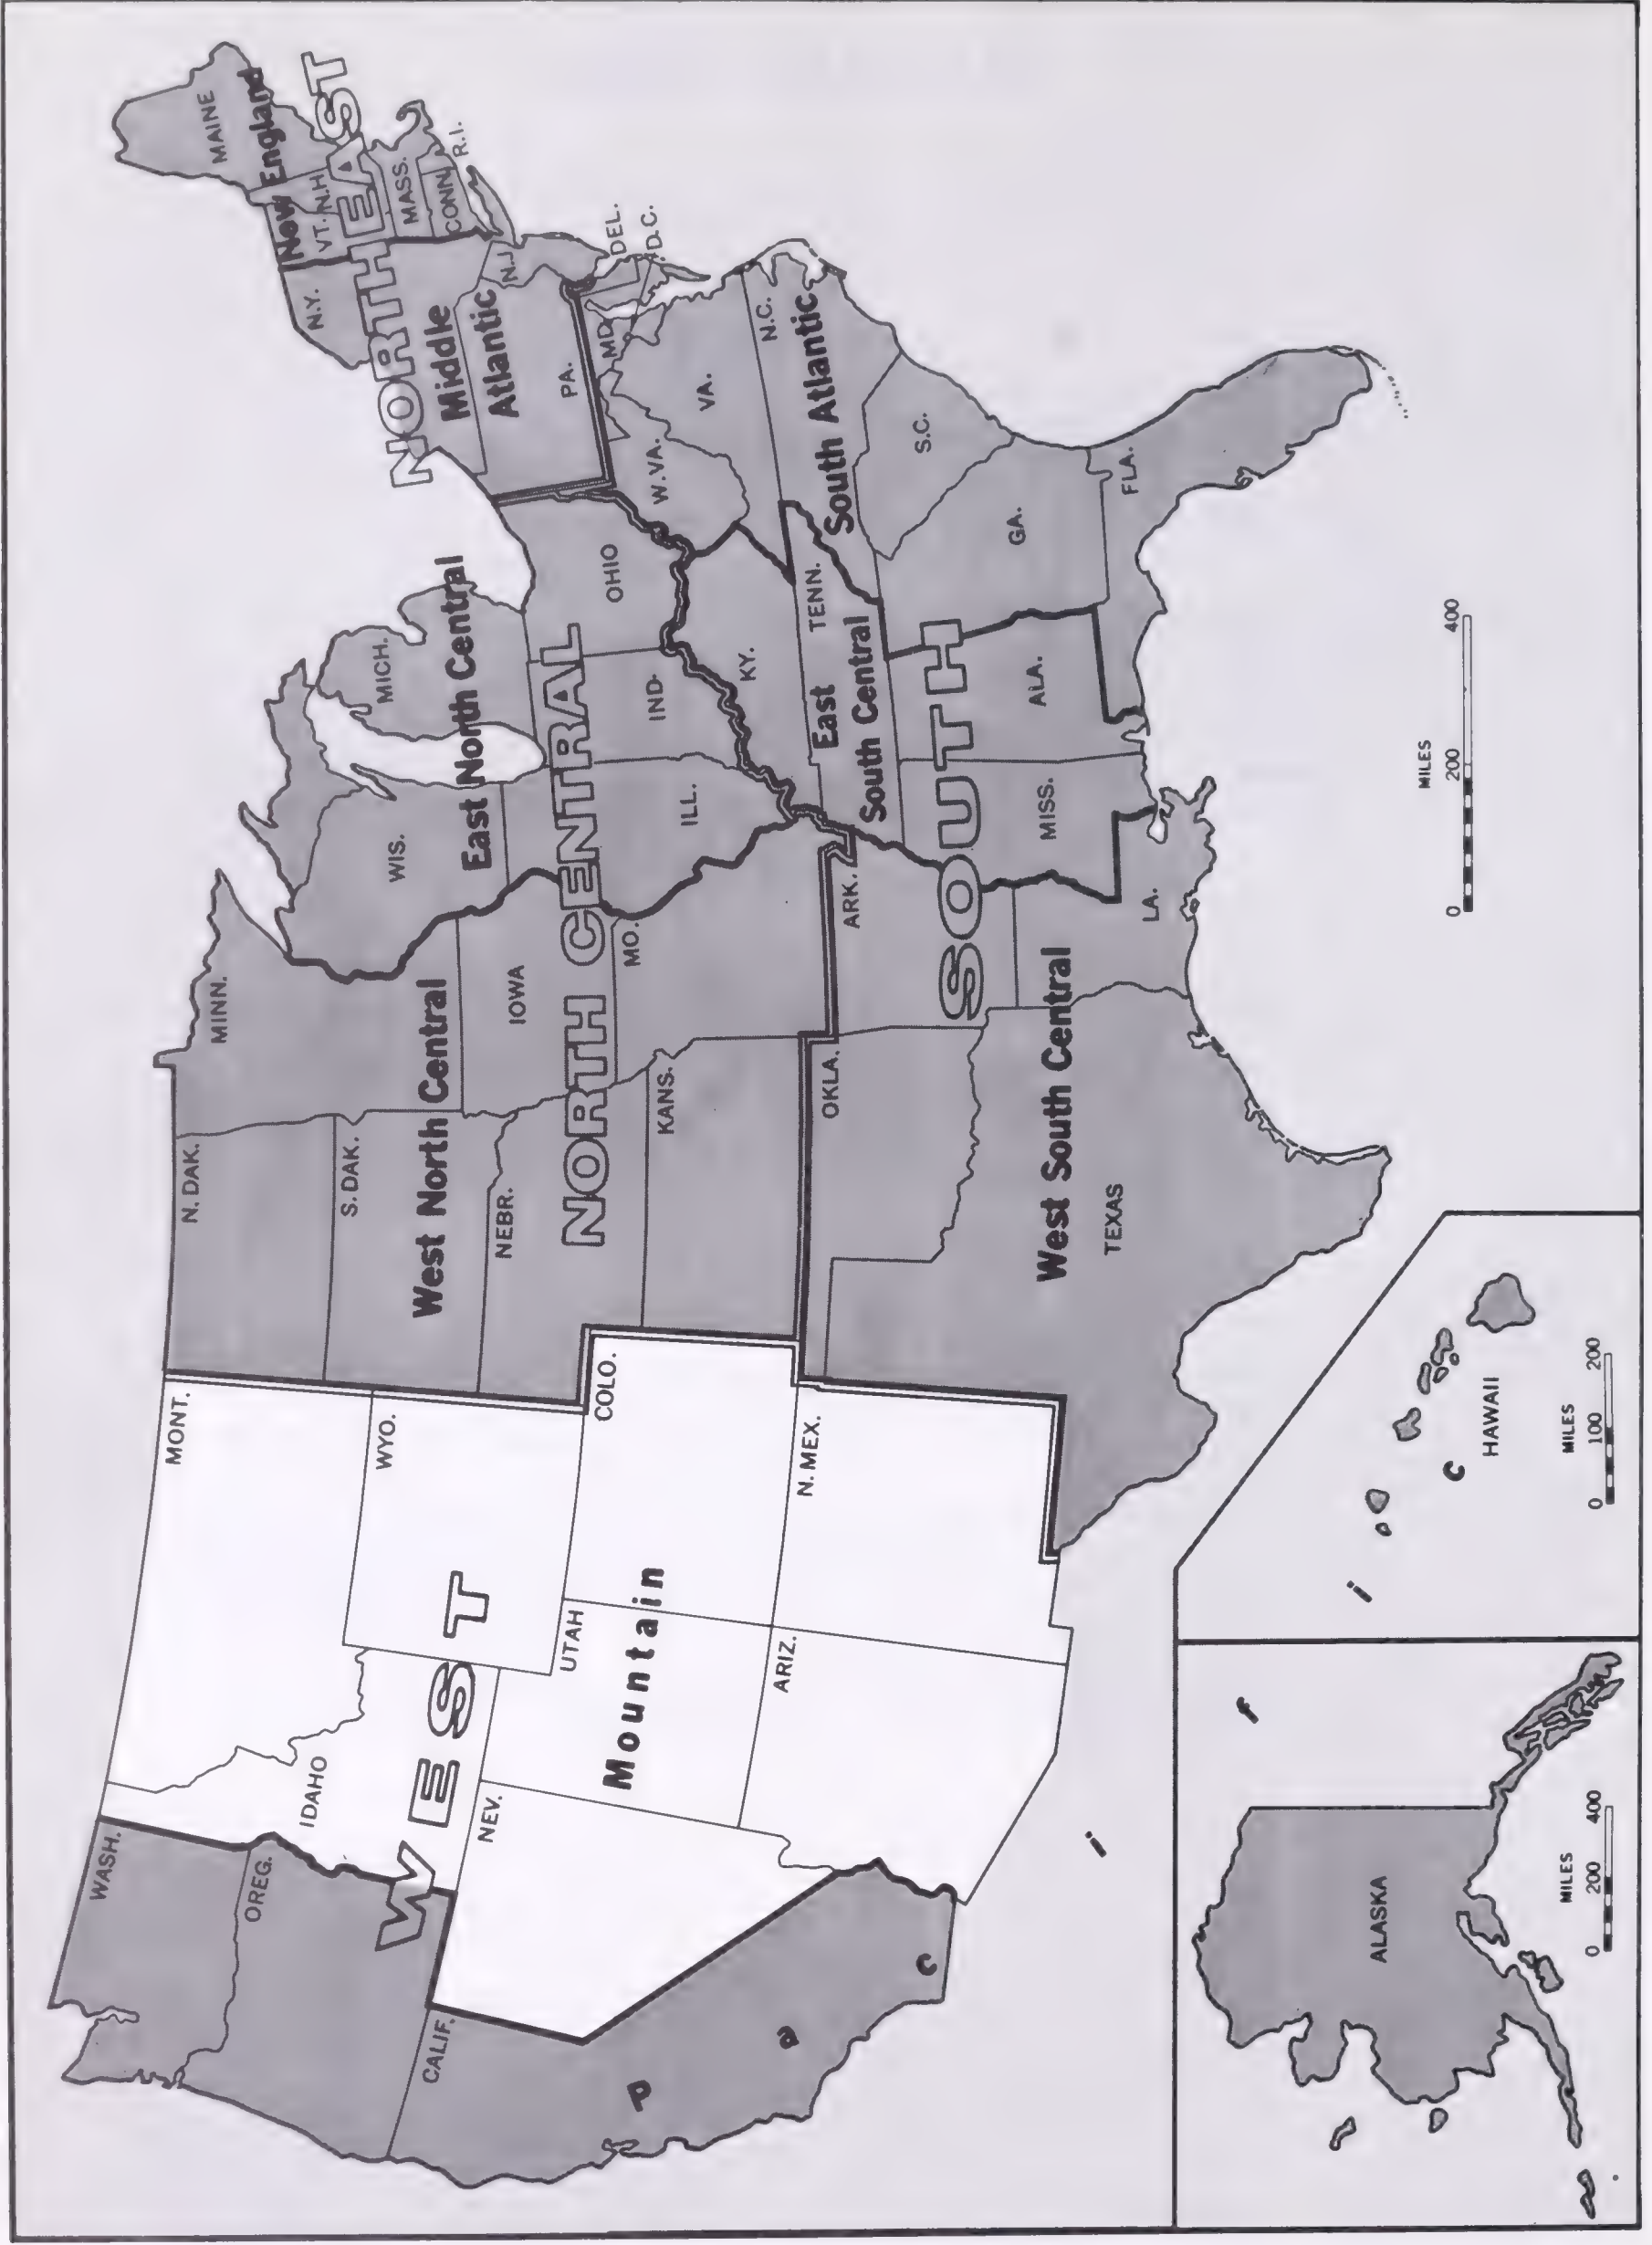 WASH.
OREG.
CALIF.
IDAHO
NEV.
MONT.
WYO.
UTAH
COLO.
ARIZ.
N. MEX.
WEST
Mountain
P a c i f i c
N. DAK.
S. DAK.
NEBR.
KANS.
MINN.
IOWA
MO.
West North Central
NORTH CENTRAL
WIS.
MICH.
ILL.
IND.
OHIO
East North Central
OKLA.
TEXAS
ARK.
LA.
West South Central
SOUTH
KY.
TENN.
MISS.
ALA.
East
South Central
W. VA.
VA.
MD.
DEL.
D.C.
N.C.
S.C.
GA.
FLA.
South Atlantic
N.Y.
PA.
N.J.
Middle
Atlantic
NORTHEAST
MAINE
VT.
N.H.
MASS.
CONN.
R.I.
New England
MILES
0 200 400
ALASKA
MILES
0 200 400
HAWAII
MILES
0 100 200